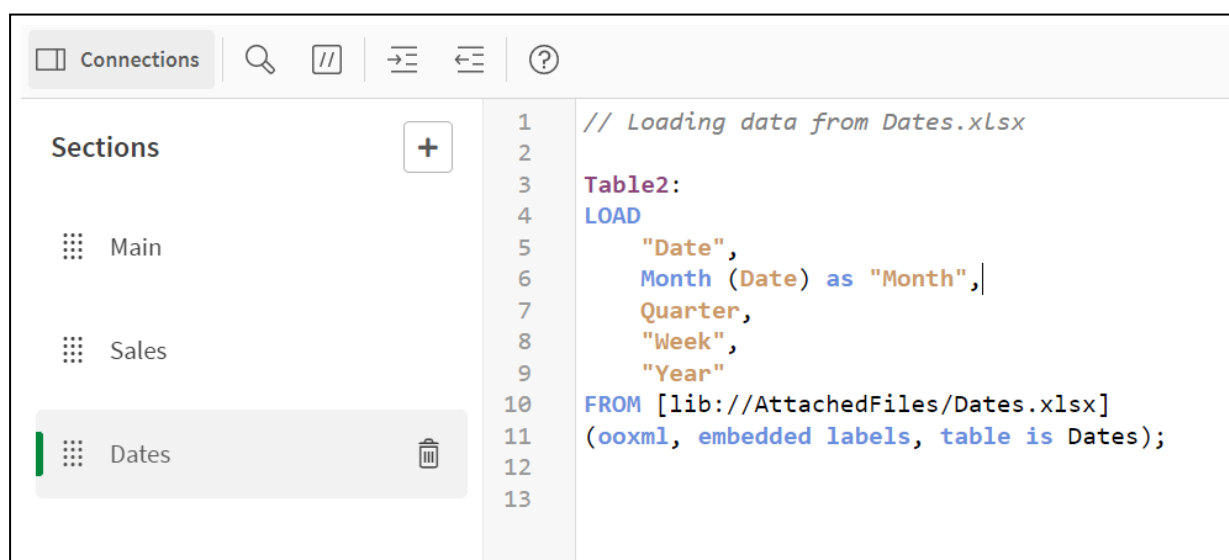 Connections
Sections
+
Main
Sales
Dates
1 // Loading data from Dates.xlsx
2
3 Table2:
4 LOAD
5 "Date",
6 Month (Date) as "Month",
7 Quarter,
8 "Week",
9 "Year"
10 FROM [lib://AttachedFiles/Dates.xlsx]
11 (ooxml, embedded labels, table is Dates);
12
13